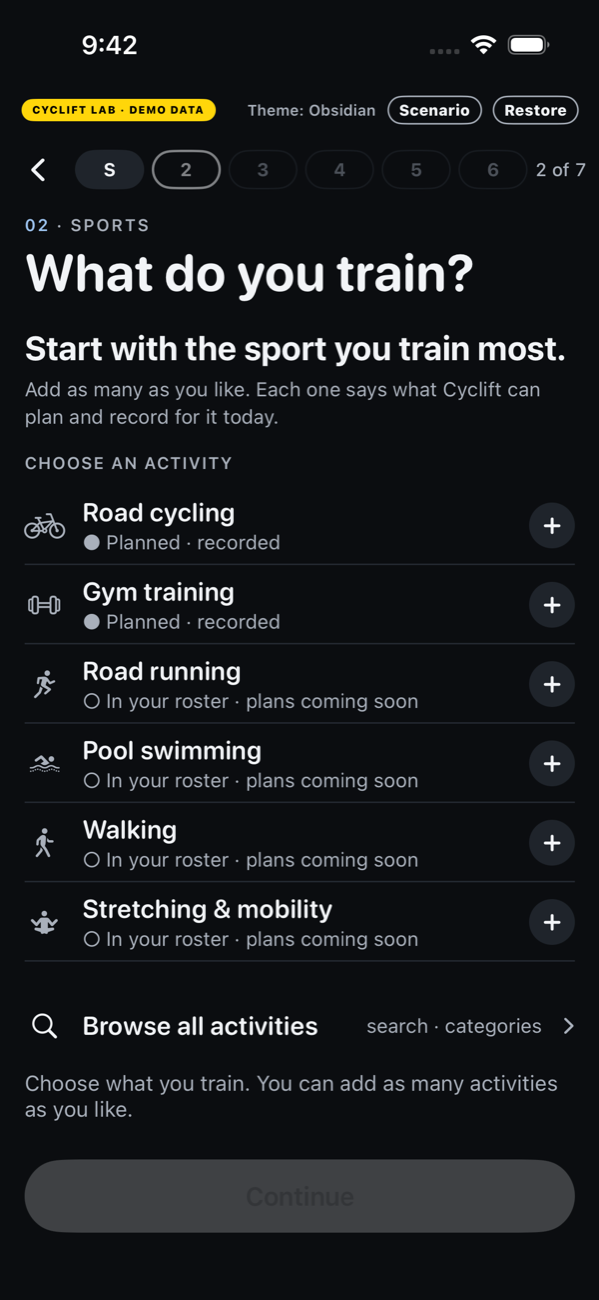 9:42
CYCLIFT LAB · DEMO DATA
Theme: Obsidian
Scenario
Restore
S
2
3
4
5
6
2 of 7
02 · SPORTS
What do you train?
Start with the sport you train most.
Add as many as you like. Each one says what Cyclift can
plan and record for it today.
CHOOSE AN ACTIVITY
Road cycling
Planned · recorded
Gym training
Planned · recorded
Road running
In your roster · plans coming soon
Pool swimming
In your roster · plans coming soon
Walking
In your roster · plans coming soon
Stretching & mobility
In your roster · plans coming soon
Browse all activities
search · categories
Choose what you train. You can add as many activities
as you like.
Continue